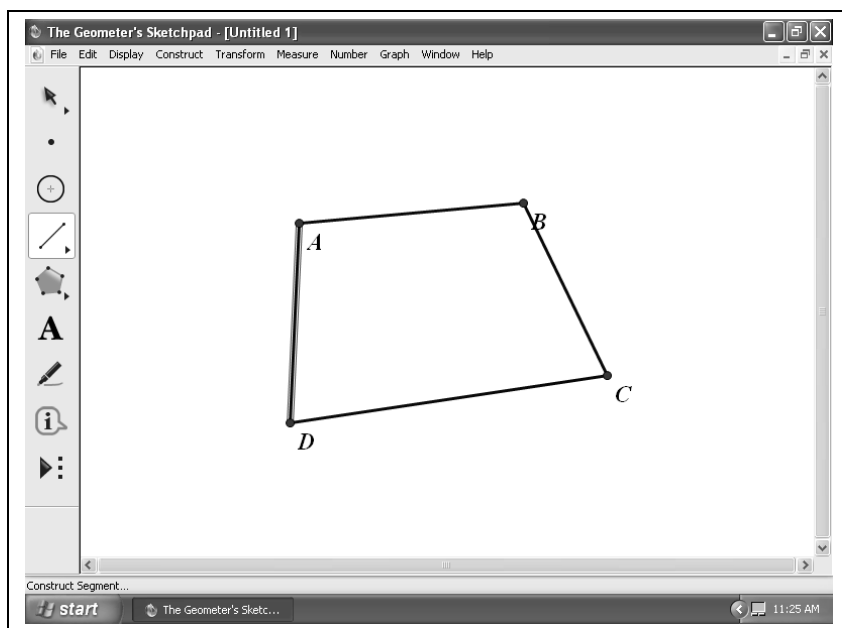 The Geometer's Sketchpad - [Untitled 1]
File Edit Display Construct Transform Measure Number Graph Window Help
A
B
C
D
A
i
Construct Segment...
start The Geometer's Sketc... 11:25 AM